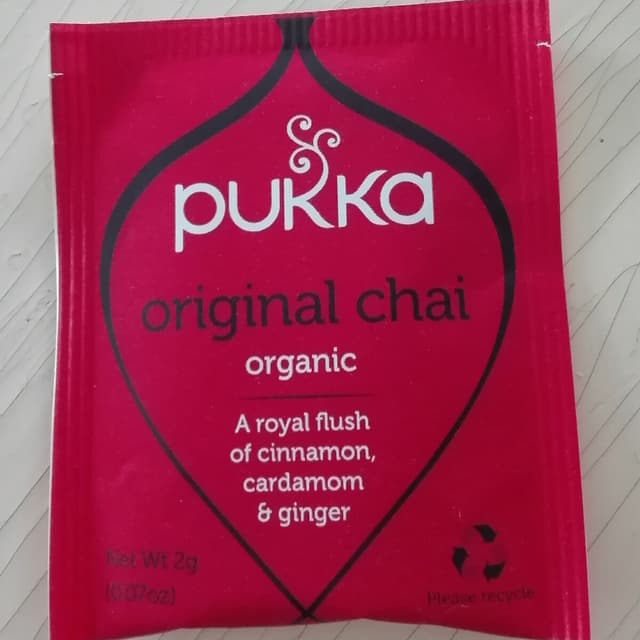 pukka
original chai
organic
A royal flush
of cinnamon,
cardamom
& ginger
Net Wt 2g
(0.07oz)
Please recycle